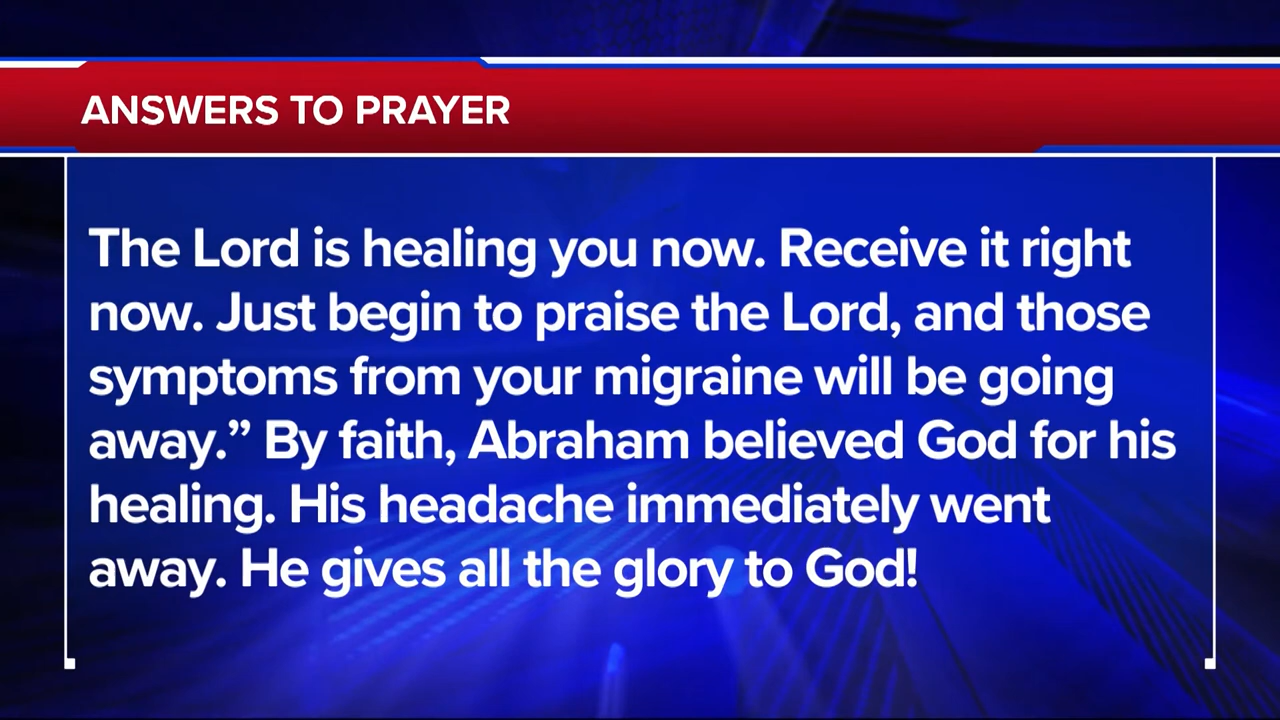 ANSWERS TO PRAYER
The Lord is healing you now. Receive it right
now. Just begin to praise the Lord, and those
symptoms from your migraine will be going
away.” By faith, Abraham believed God for his
healing. His headache immediately went
away. He gives all the glory to God!